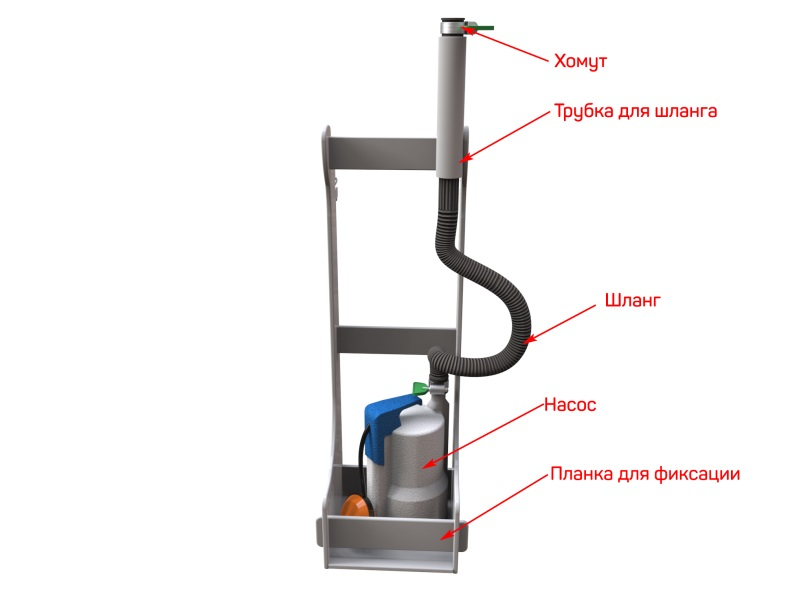 Хомут
Трубка для шланга
Шланг
Насос
Планка для фиксации